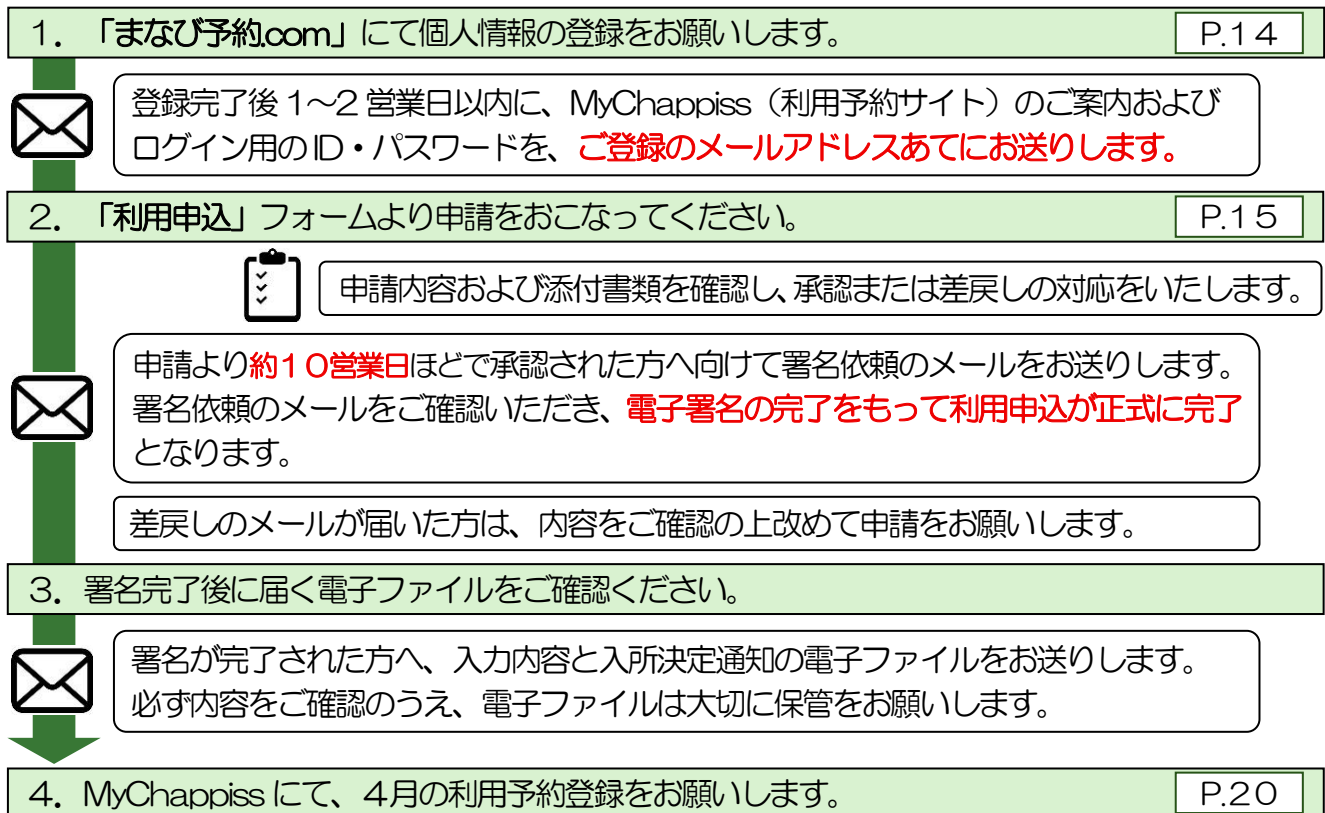 １．「まなび予約.com」にて個人情報の登録をお願いします。 P.１４
登録完了後 1～2 営業日以内に、MyChappiss（利用予約サイト）のご案内および
ログイン用のID・パスワードを、ご登録のメールアドレスあてにお送りします。
２．「利用申込」フォームより申請をおこなってください。 P.１５
申請内容および添付書類を確認し、承認または差戻しの対応をいたします。
申請より約１０営業日ほどで承認された方へ向けて署名依頼のメールをお送りします。
署名依頼のメールをご確認いただき、電子署名の完了をもって利用申込が正式に完了
となります。
差戻しのメールが届いた方は、内容をご確認の上改めて申請をお願いします。
３．署名完了後に届く電子ファイルをご確認ください。
署名が完了された方へ、入力内容と入所決定通知の電子ファイルをお送りします。
必ず内容をご確認のうえ、電子ファイルは大切に保管をお願いします。
４．MyChappiss にて、４月の利用予約登録をお願いします。 P.２０